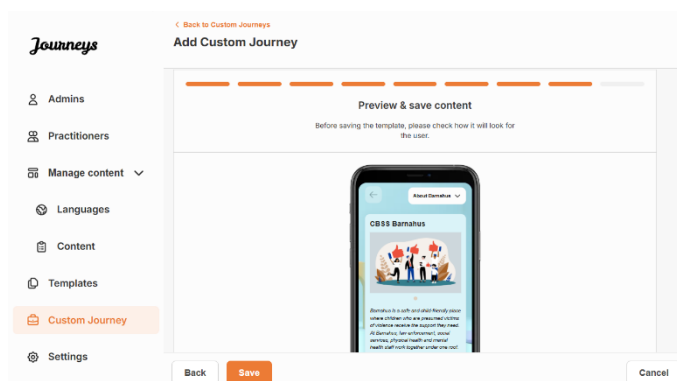 Journeys
Admins
Practitioners
Manage content
Languages
Content
Templates
Custom Journey
Settings
Back to Custom Journeys
Add Custom Journey
Preview & save content
Before saving the template, please check how it will look for
the user.
About Barnahus
CBSS Barnahus
Barnahus is a safe and child-friendly place
where children who are presumed victims
of violence receive the support they need.
At Barnahus, law enforcement, social
services, physical health and mental
health staff work together under one roof.
Back
Save
Cancel